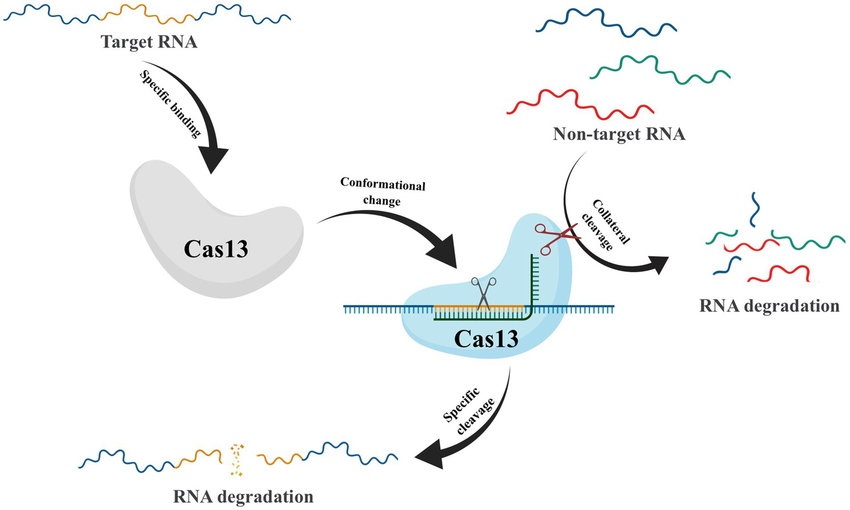 Target RNA
Specific binding
Non-target RNA
Cas13
Conformational
change
Collateral
cleavage
RNA degradation
Cas13
Specific
cleavage
RNA degradation